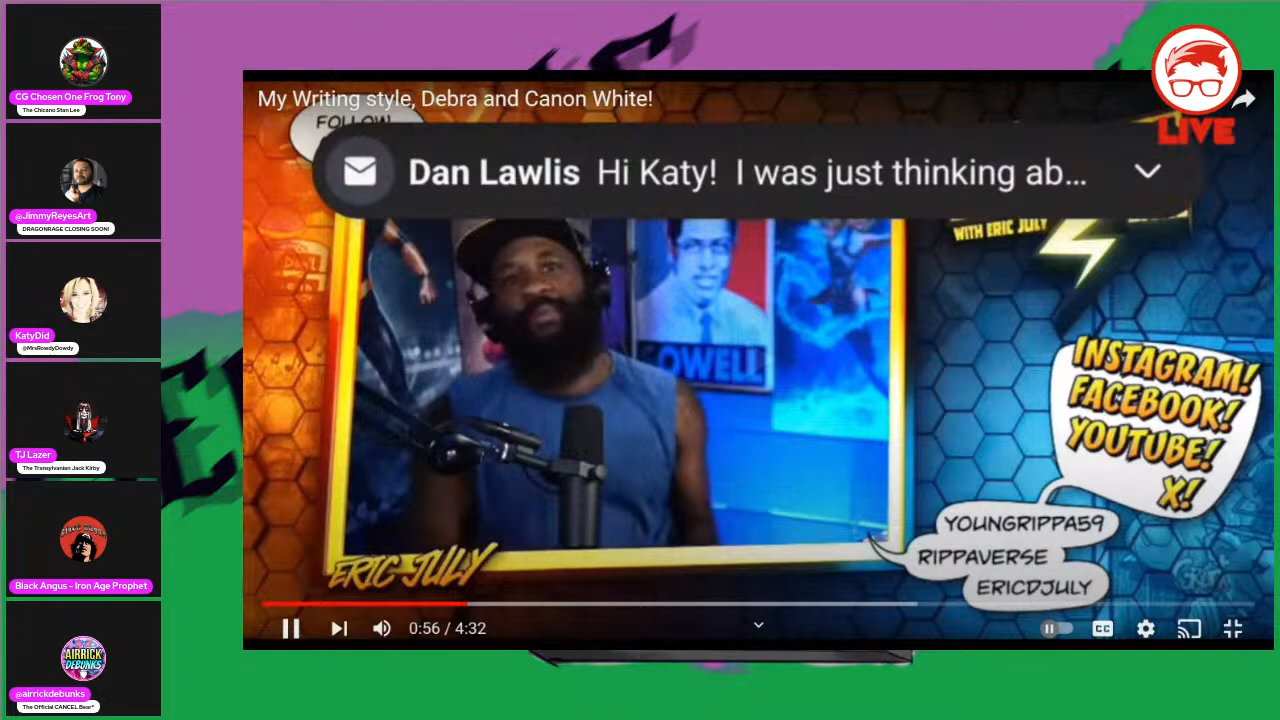 CG Chosen One Frog Tony
The Chicano Stan Lee
@JimmyReyesArt
DRAGONRAGE CLOSING SOON!
KatyDid
@MrsRowdyDowdy
TJ Lazer
The Transylvanian Jack Kirby
Black Angus - Iron Age Prophet
AIRRICK
DEBUNKS
@airrickdebunks
The Official CANCEL Bear*
My Writing style, Debra and Canon White!
FOLLOW
Dan Lawlis Hi Katy! I was just thinking ab...
LIVE
WITH ERIC JULY
OWELL
INSTAGRAM!
FACEBOOK!
YOUTUBE!
X!
YOUNGRIPPA59
RIPPAVERSE
ERICDJULY
ERIC JULY
0:56 / 4:32
CC